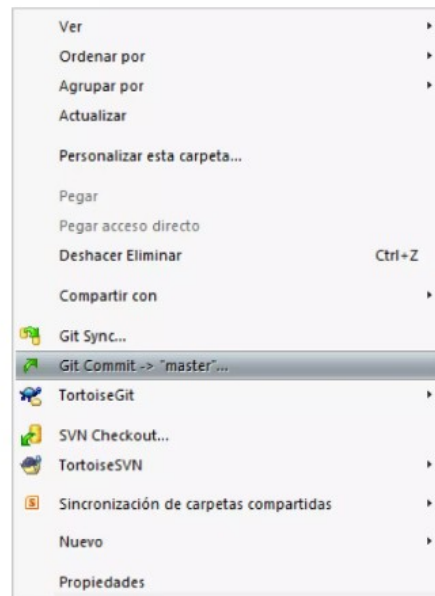 Ver
Ordenar por
Agrupar por
Actualizar
Personalizar esta carpeta...
Pegar
Pegar acceso directo
Deshacer Eliminar Ctrl+Z
Compartir con
Git Sync...
Git Commit -> "master"...
TortoiseGit
SVN Checkout...
TortoiseSVN
S Sincronización de carpetas compartidas
Nuevo
Propiedades